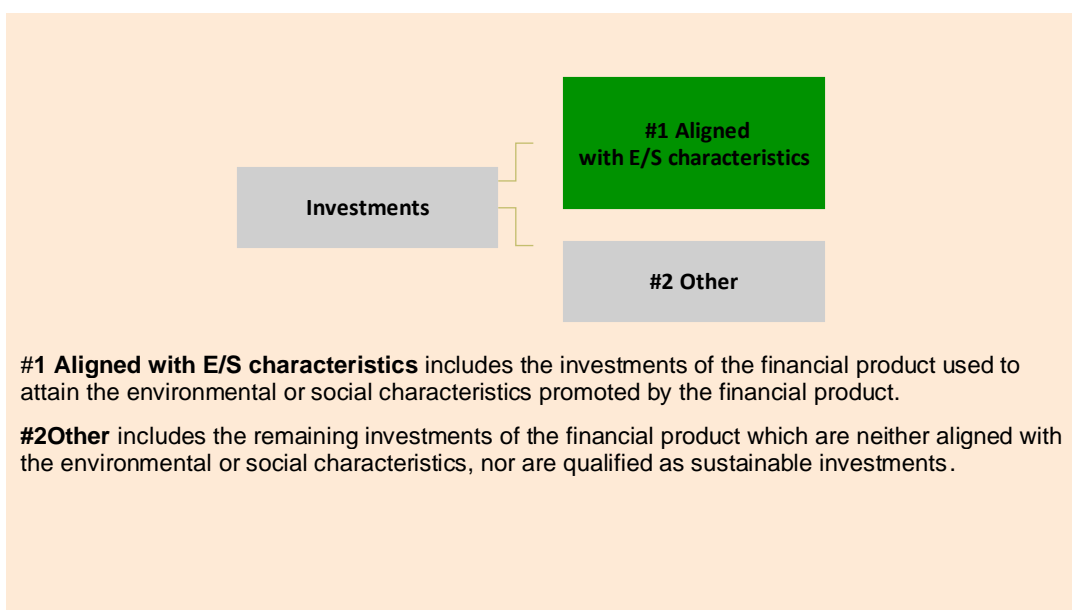 #1 Aligned
with E/S characteristics
Investments
#2 Other
#1 Aligned with E/S characteristics includes the investments of the financial product used to
attain the environmental or social characteristics promoted by the financial product.
#2Other includes the remaining investments of the financial product which are neither aligned with
the environmental or social characteristics, nor are qualified as sustainable investments.